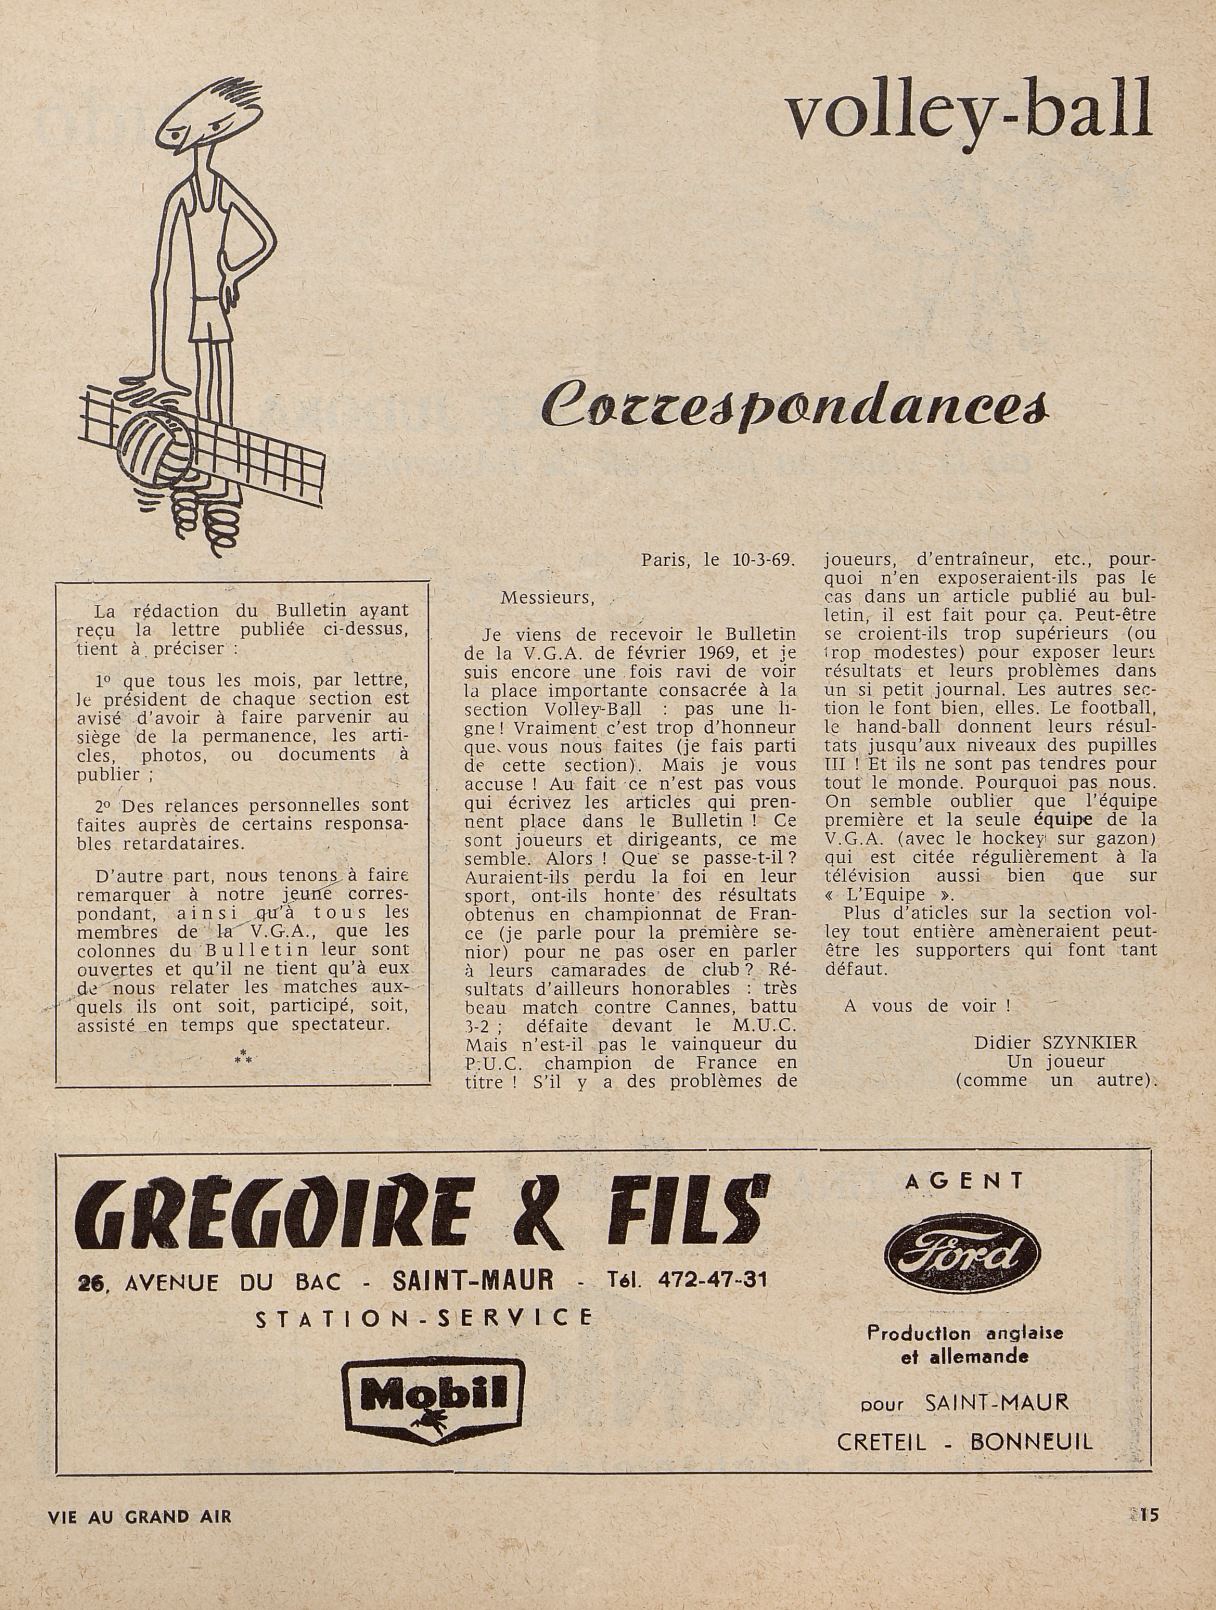 volley-ball
Correspondances
La rédaction du Bulletin ayant
reçu la lettre publiée ci-dessus,
tient à préciser :
1º que tous les mois, par lettre,
le président de chaque section est
avisé d'avoir à faire parvenir au
siège de la permanence, les arti-
cles, photos, ou documents à
publier ;
2º Des relances personnelles sont
faites auprès de certains responsa-
bles retardataires.
D'autre part, nous tenons à faire
remarquer à notre jeune corres-
pondant, ainsi qu'à tous les
membres de la V.G.A., que les
colonnes du Bulletin leur sont
ouvertes et qu'il ne tient qu'à eux
de nous relater les matches aux-
quels ils ont soit, participé, soit,
assisté en temps que spectateur.
***
Paris, le 10-3-69.
Messieurs,
Je viens de recevoir le Bulletin
de la V.G.A. de février 1969, et je
suis encore une fois ravi de voir
la place importante consacrée à la
section Volley-Ball : pas une li-
gne ! Vraiment c'est trop d'honneur
que vous nous faites (je fais parti
de cette section). Mais je vous
accuse ! Au fait ce n'est pas vous
qui écrivez les articles qui pren-
nent place dans le Bulletin ! Ce
sont joueurs et dirigeants, ce me
semble. Alors ! Que se passe-t-il ?
Auraient-ils perdu la foi en leur
sport, ont-ils honte des résultats
obtenus en championnat de Fran-
ce (je parle pour la première se-
nior) pour ne pas oser en parler
à leurs camarades de club ? Ré-
sultats d'ailleurs honorables : très
beau match contre Cannes, battu
3-2 ; défaite devant le M.U.C.
Mais n'est-il pas le vainqueur du
P.U.C. champion de France en
titre ! S'il y a des problèmes de
joueurs, d'entraîneur, etc., pour-
quoi n'en exposeraient-ils pas le
cas dans un article publié au bul-
letin, il est fait pour ça. Peut-être
se croient-ils trop supérieurs (ou
trop modestes) pour exposer leurs
résultats et leurs problèmes dans
un si petit journal. Les autres sec-
tion le font bien, elles. Le football,
le hand-ball donnent leurs résul-
tats jusqu'aux niveaux des pupilles
III ! Et ils ne sont pas tendres pour
tout le monde. Pourquoi pas nous.
On semble oublier que l'équipe
première et la seule équipe de la
V.G.A. (avec le hockey sur gazon)
qui est citée régulièrement à la
télévision aussi bien que sur
« L'Equipe ».
Plus d'aticles sur la section vol-
ley tout entière amèneraient peut-
être les supporters qui font tant
défaut.
A vous de voir !
Didier SZYNKIER
Un joueur
(comme un autre).
GRÉGOIRE & FILS
26, AVENUE DU BAC - SAINT-MAUR - Tél. 472-47-31
STATION-SERVICE
Mobil
AGENT
Ford
Production anglaise
et allemande
pour SAINT-MAUR
CRETEIL - BONNEUIL
VIE AU GRAND AIR
15